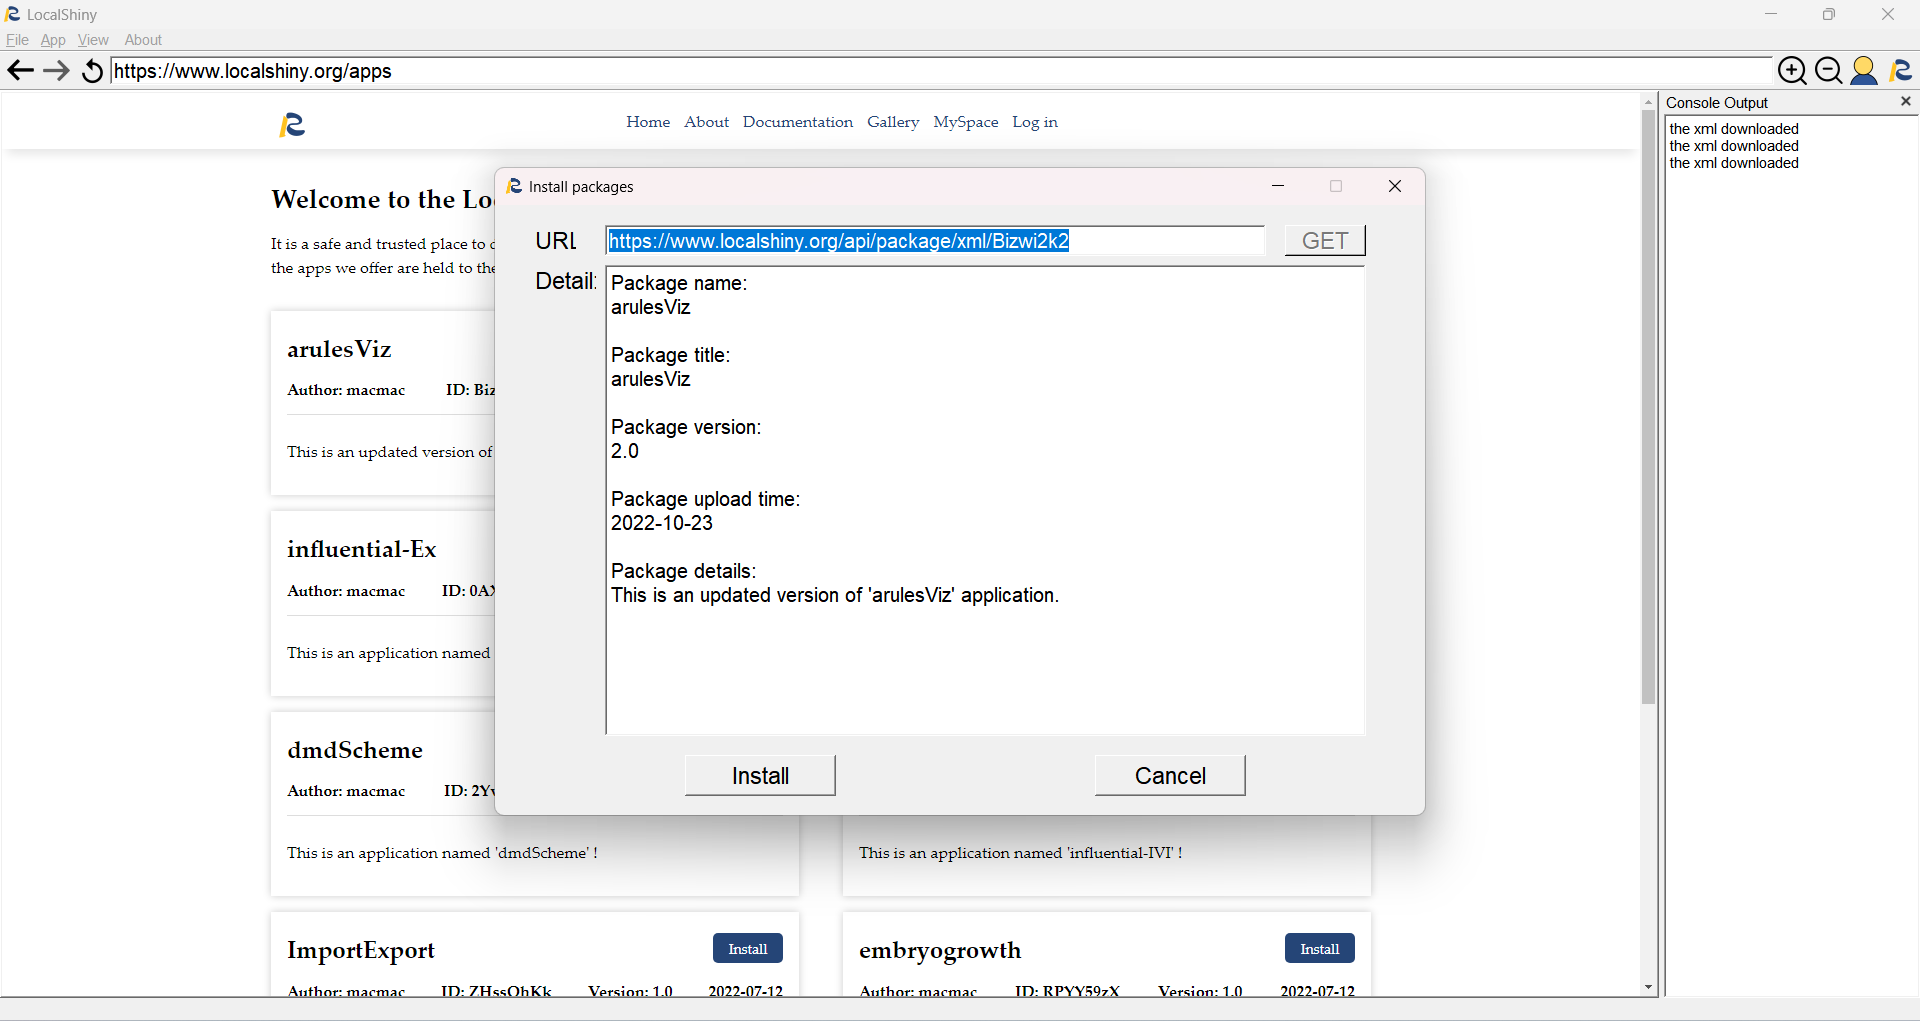 LocalShiny
File App View About
https://www.localshiny.org/apps
Console Output
the xml downloaded
the xml downloaded
the xml downloaded
Home About Documentation Gallery MySpace Log in
Welcome to the Lo
It is a safe and trusted place to
the apps we offer are held to the
arulesViz
Author: macmac ID: Biz
This is an updated version of
influential-Ex
Author: macmac ID: 0A
This is an application named
dmdScheme
Author: macmac ID: 2Y
This is an application named 'dmdScheme' !
This is an application named 'influential-IVI' !
ImportExport Install
Author: macmac ID: ZHssOhKk Version: 1.0 2022-07-12
embryogrowth Install
Author: macmac ID: RPYY59zX Version: 1.0 2022-07-12
Install packages
URL https://www.localshiny.org/api/package/xml/Bizwi2k2 GET
Detail:
Package name:
arulesViz
Package title:
arulesViz
Package version:
2.0
Package upload time:
2022-10-23
Package details:
This is an updated version of 'arulesViz' application.
Install Cancel